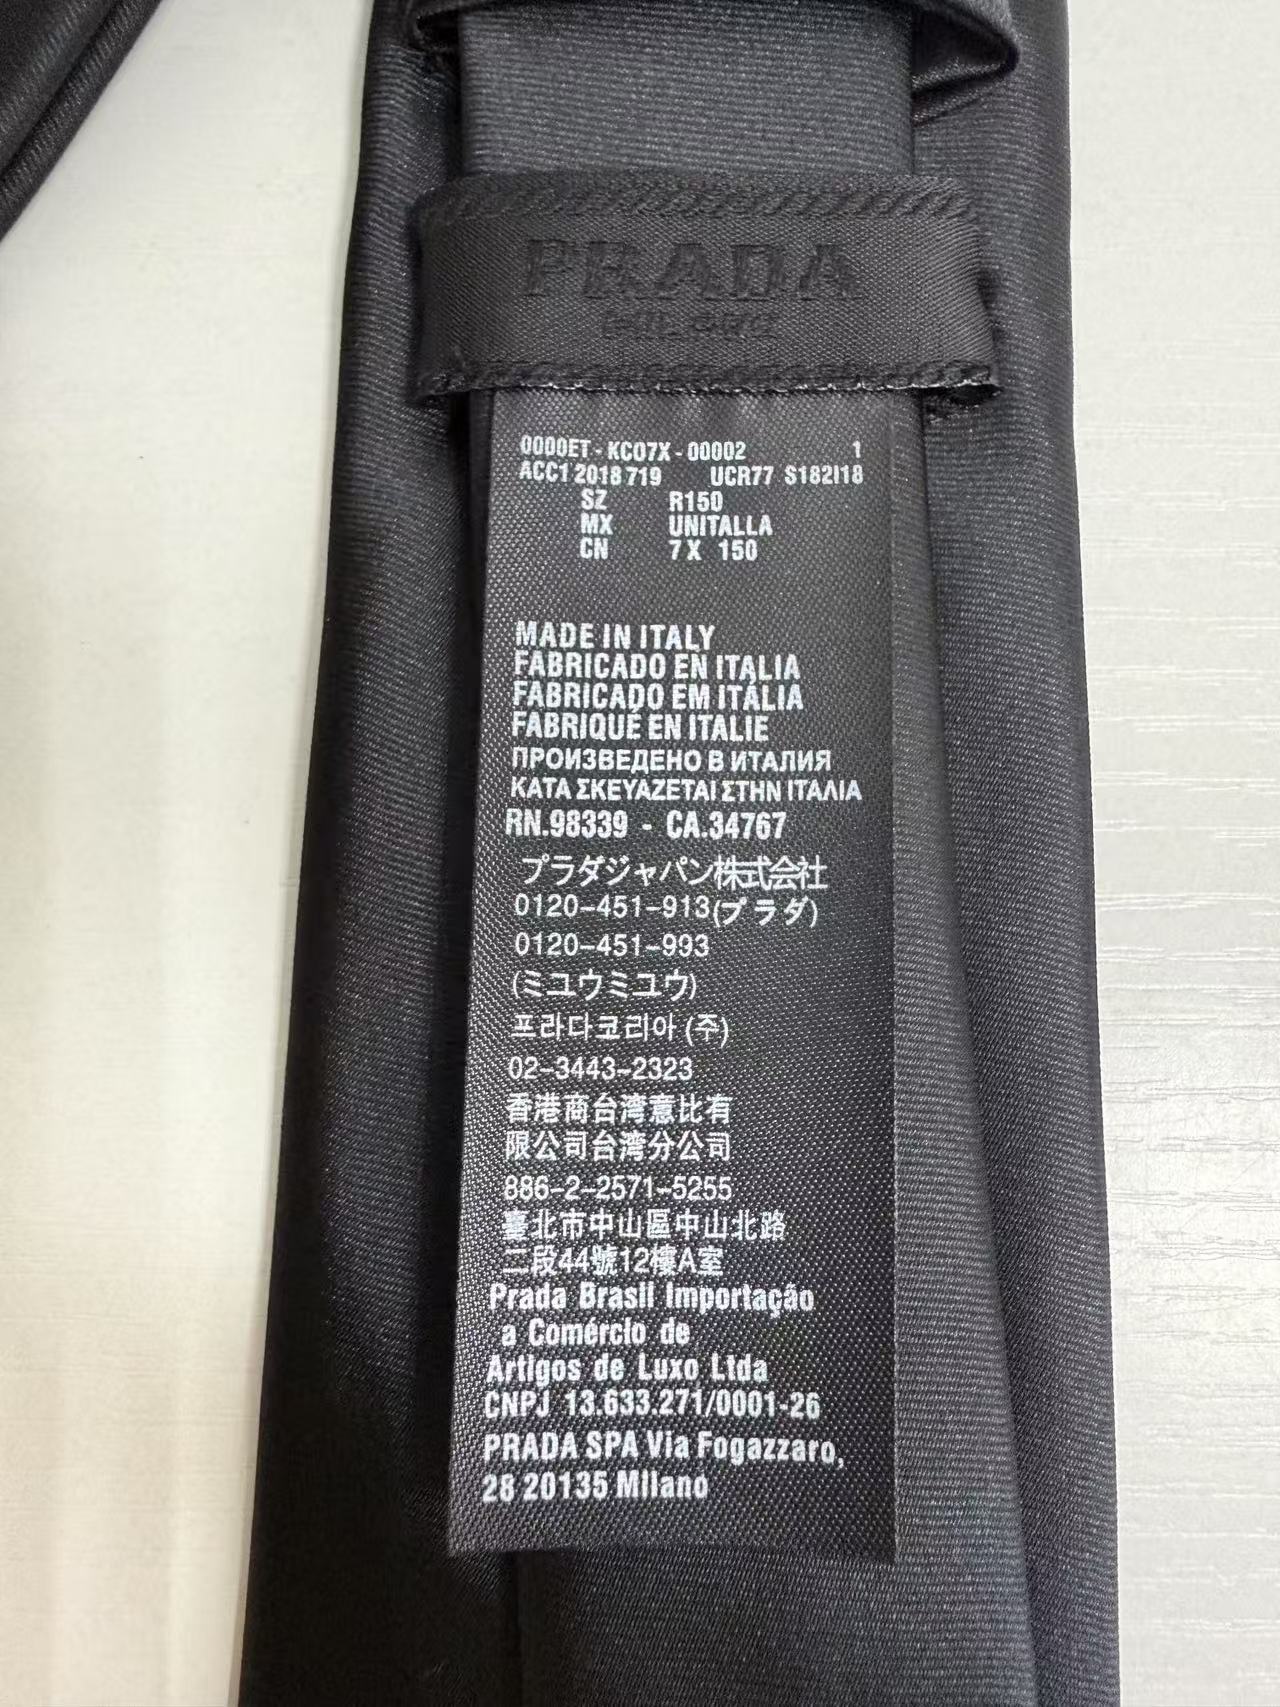 PRADA
MILANO
0000ET - KC07X - 00002 1
ACC1 2018 719 UCR77 S182I18
SZ R150
MX UNITALLA
CN 7 X 150
MADE IN ITALY
FABRICADO EN ITALIA
FABRICADO EM ITÁLIA
FABRIQUÉ EN ITALIE
ПРОИЗВЕДЕНО В ИТАЛИЯ
ΚΑΤΑ ΣΚΕΥΑΖΕΤΑΙ ΣΤΗΝ ΙΤΑΛΙΑ
RN.98339 - CA.34767
プラダジャパン株式会社
0120-451-913(プラダ)
0120-451-993
(ミユウミユウ)
프라다코리아 (주)
02-3443-2323
香港商台湾意比有
限公司台湾分公司
886-2-2571-5255
臺北市中山區中山北路
二段44號12樓A室
Prada Brasil Importação
a Comércio de
Artigos de Luxo Ltda
CNPJ 13.633.271/0001-26
PRADA SPA Via Fogazzaro,
28 20135 Milano